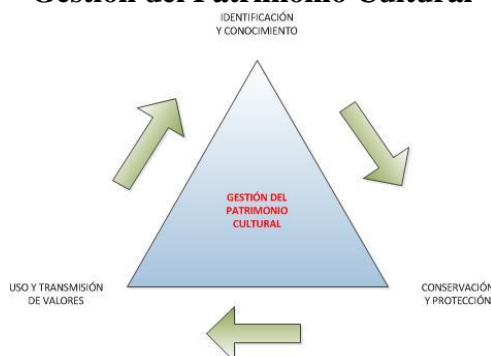 Gestión del Patrimonio Cultural
IDENTIFICACIÓN
Y CONOCIMIENTO
GESTIÓN DEL
PATRIMONIO
CULTURAL
USO Y TRANSMISIÓN
DE VALORES
CONSERVACIÓN
Y PROTECCIÓN